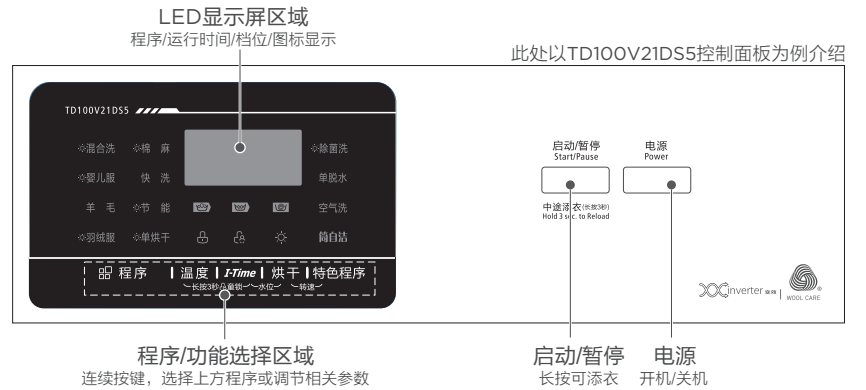 LED显示屏区域
程序/运行时间/档位/图标显示
此处以TD100V21DS5控制面板为例介绍
TD100V21DS5
混合洗 棉 麻 除菌洗
婴儿服 快 洗 单脱水
羊 毛 节 能 空气洗
羽绒服 单烘干 筒自洁
程序 温度 I-Time 烘干 特色程序
长按3秒 童锁 水位 转速
启动/暂停
Start/Pause
电源
Power
中途添衣(长按3秒)
Hold 3 sec. to Reload
inverter
WOOL CARE
程序/功能选择区域
连续按键，选择上方程序或调节相关参数
启动/暂停
长按可添衣
电源
开机/关机